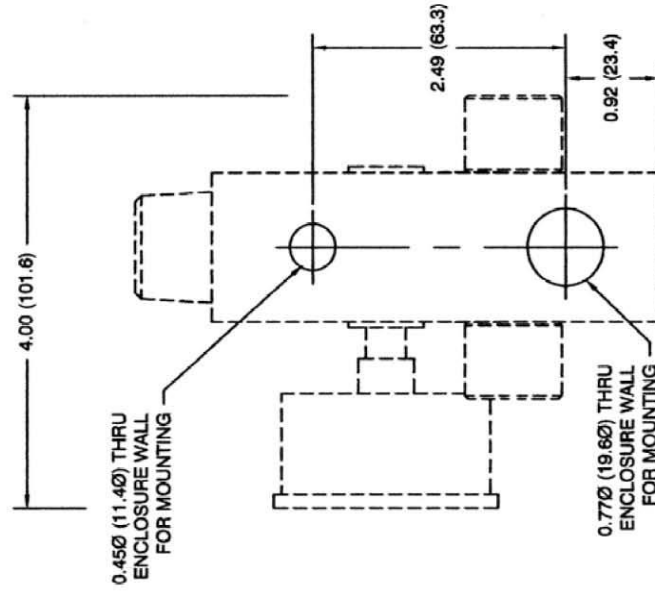 4.00 (101.6)
2.49 (63.3)
0.92 (23.4)
0.45Ø (11.4Ø) THRU
ENCLOSURE WALL
FOR MOUNTING
0.77Ø (19.6Ø) THRU
ENCLOSURE WALL
FOR MOUNTING